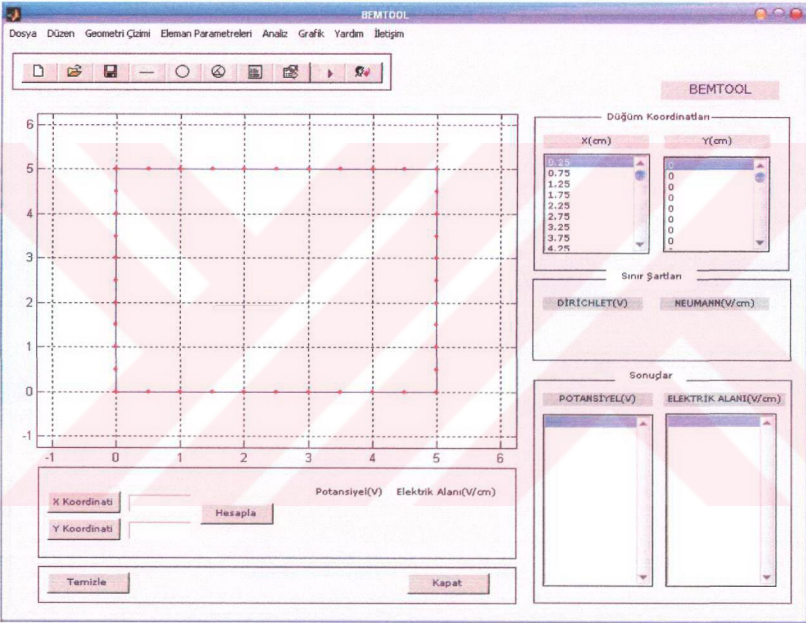 BEMTOOL
Dosya Düzen Geometri Çizimi Eleman Parametreleri Analiz Grafik Yardım İletişim
BEMTOOL
6
5
4
3
2
1
0
-1
-1 0 1 2 3 4 5 6
Düğüm Koordinatları
X(cm) Y(cm)
0.25 0
0.75 0
1.25 0
1.75 0
2.25 0
2.75 0
3.25 0
3.75 0
4.25
Sınır Şartları
DİRİCHLET(V) NEUMANN(V/cm)
Sonuçlar
POTANSİYEL(V) ELEKTRİK ALANI(V/cm)
X Koordinati
Y Koordinati
Hesapla
Potansiyel(V) Elektrik Alanı(V/cm)
Temizle Kapat